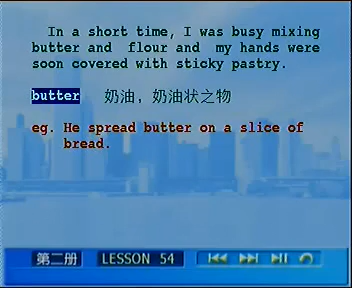 In a short time, I was busy mixing
butter and flour and my hands were
soon covered with sticky pastry.
butter 奶油，奶油状之物
eg. He spread butter on a slice of
bread.
第二册 LESSON 54